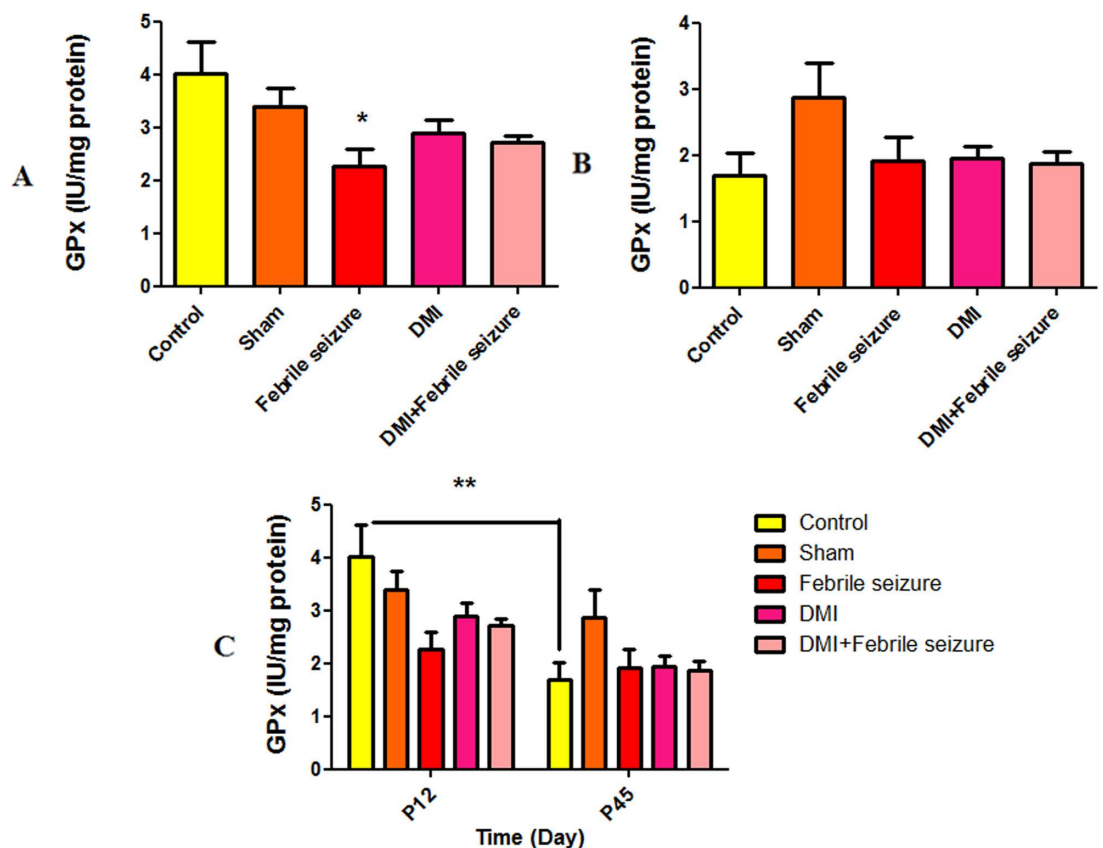 A
GPx (IU/mg protein)
5
4
3
2
1
0
*
Control
Sham
Febrile seizure
DMI
DMI+Febrile seizure
B
GPx (IU/mg protein)
4
3
2
1
0
Control
Sham
Febrile seizure
DMI
DMI+Febrile seizure
C
GPx (IU/mg protein)
5
4
3
2
1
0
**
P12
P45
Time (Day)
Control
Sham
Febrile seizure
DMI
DMI+Febrile seizure